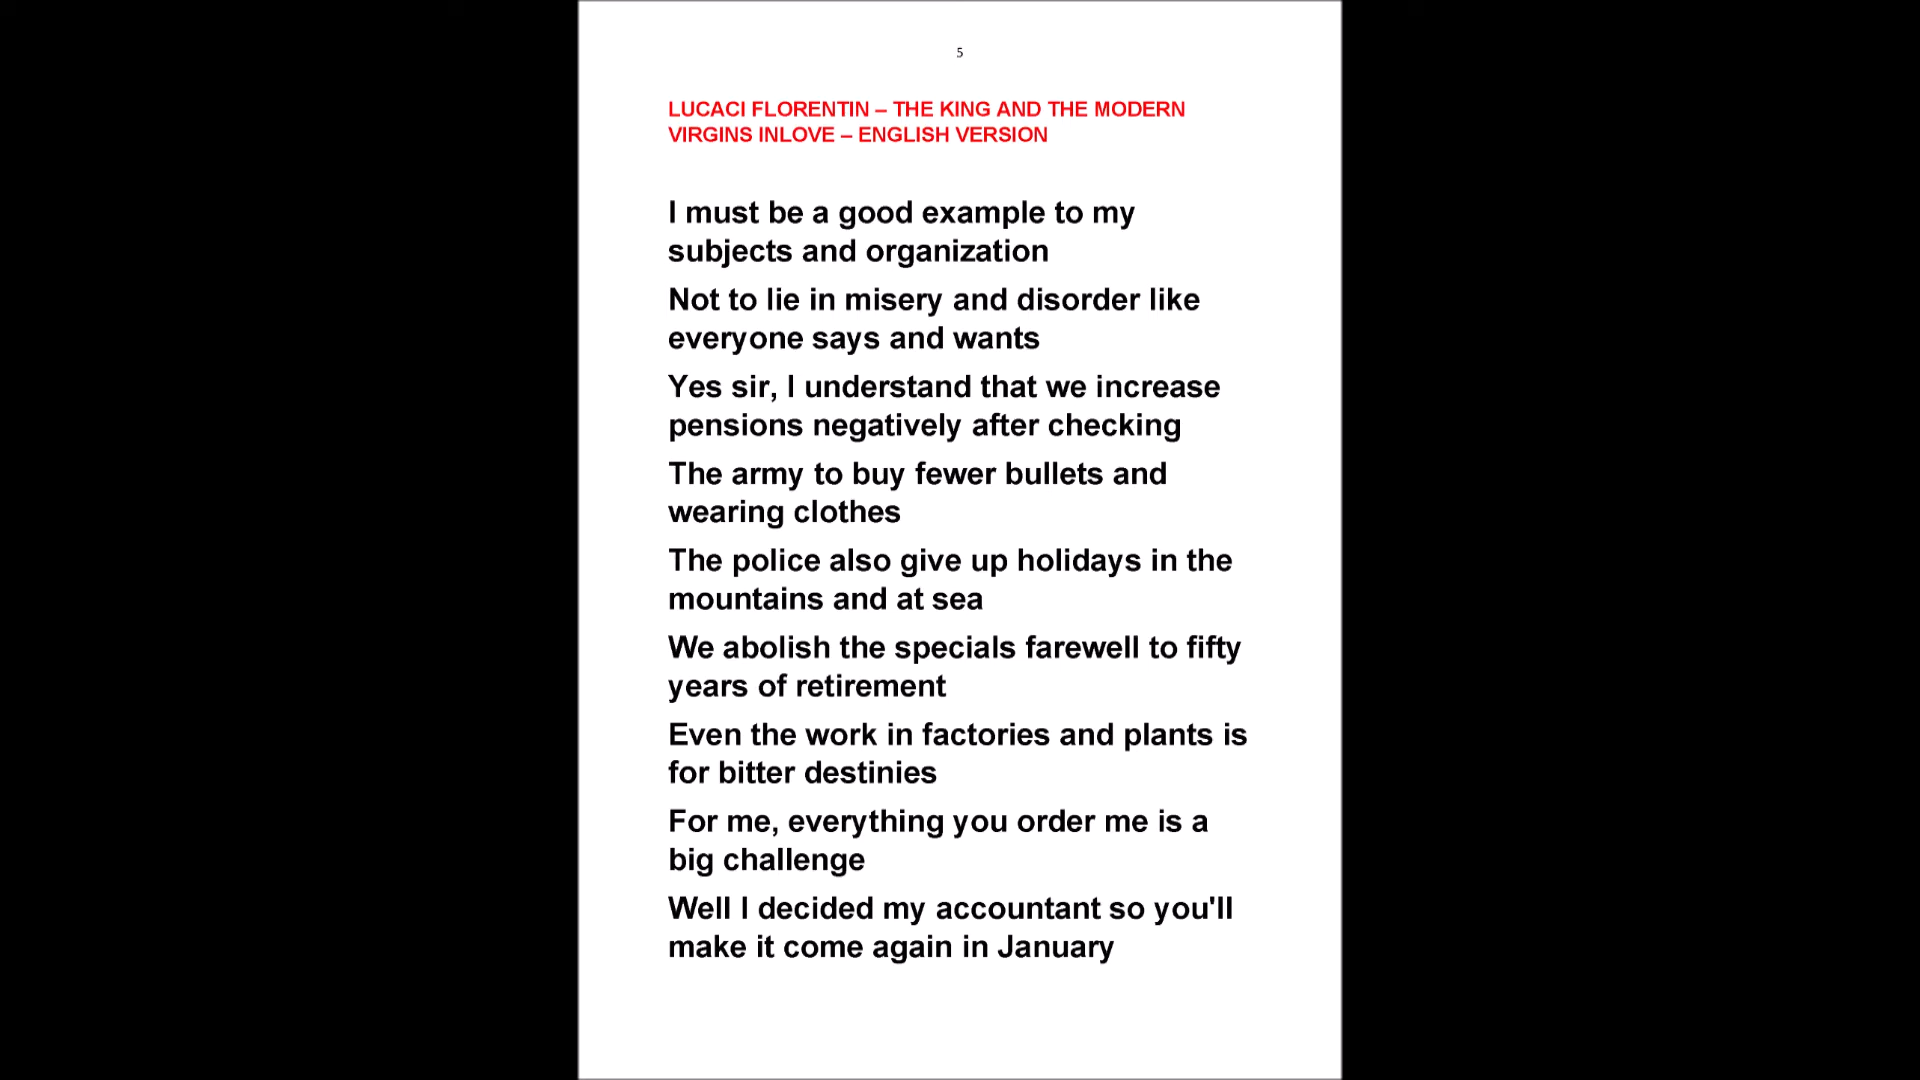 5
LUCACI FLORENTIN – THE KING AND THE MODERN
VIRGINS INLOVE – ENGLISH VERSION
I must be a good example to my
subjects and organization
Not to lie in misery and disorder like
everyone says and wants
Yes sir, I understand that we increase
pensions negatively after checking
The army to buy fewer bullets and
wearing clothes
The police also give up holidays in the
mountains and at sea
We abolish the specials farewell to fifty
years of retirement
Even the work in factories and plants is
for bitter destinies
For me, everything you order me is a
big challenge
Well I decided my accountant so you'll
make it come again in January